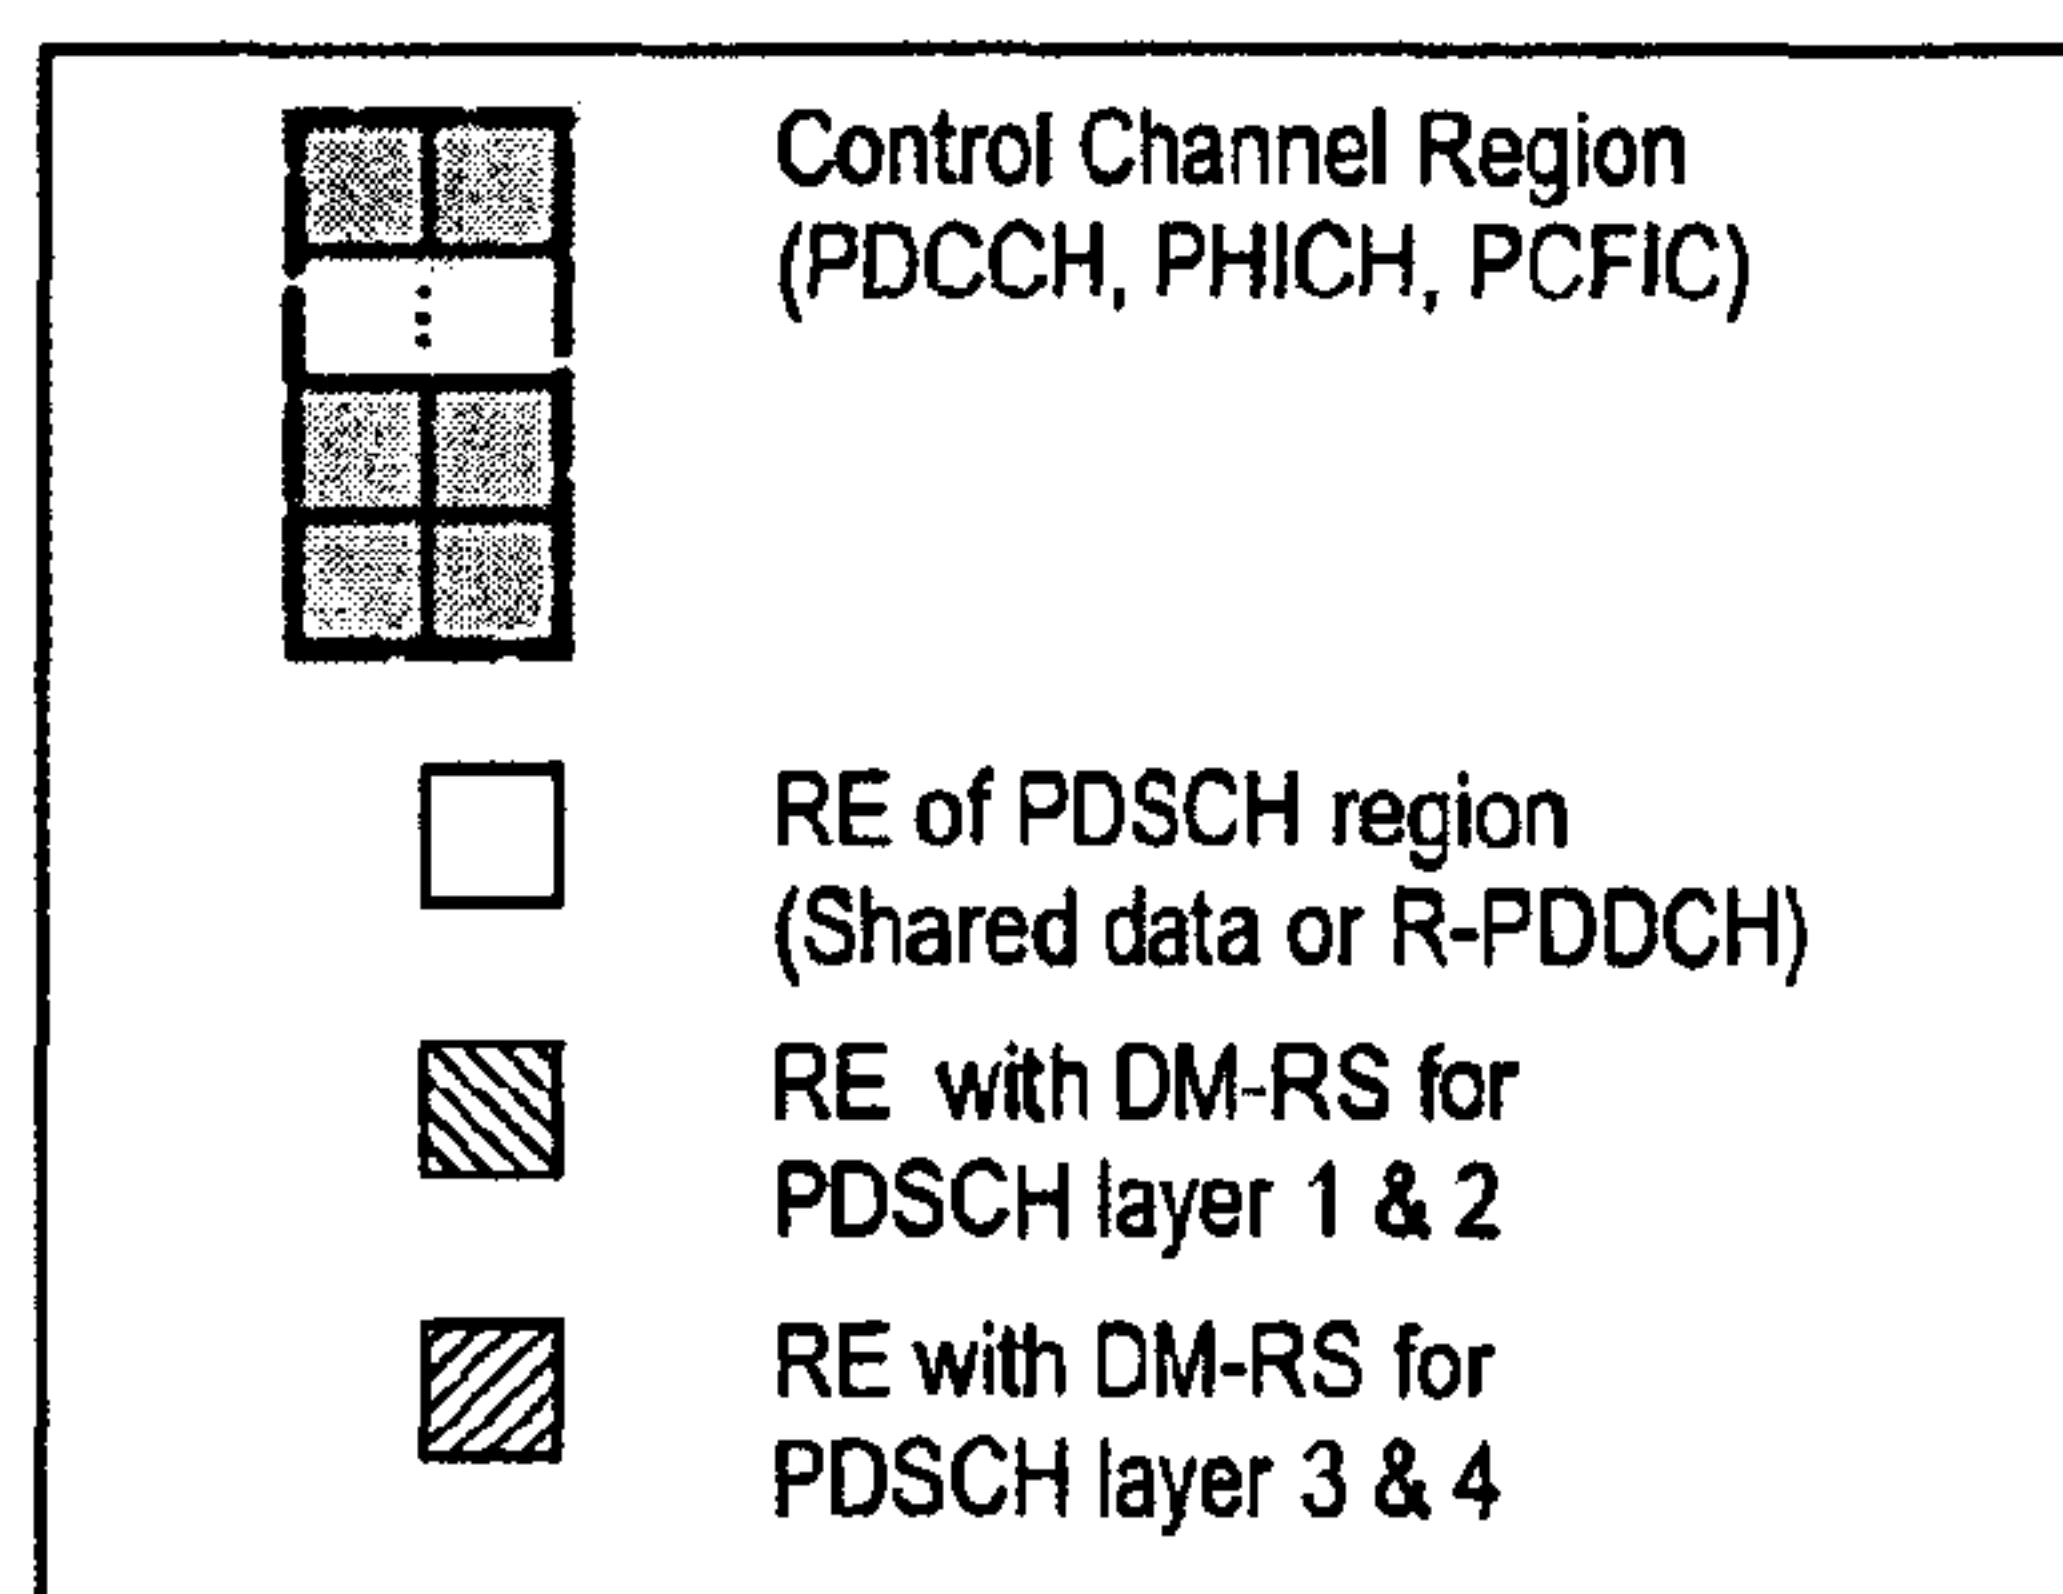 Control Channel Region
(PDCCH, PHICH, PCFIC)
RE of PDSCH region
(Shared data or R-PDDCH)
RE with DM-RS for
PDSCH layer 1 & 2
RE with DM-RS for
PDSCH layer 3 & 4